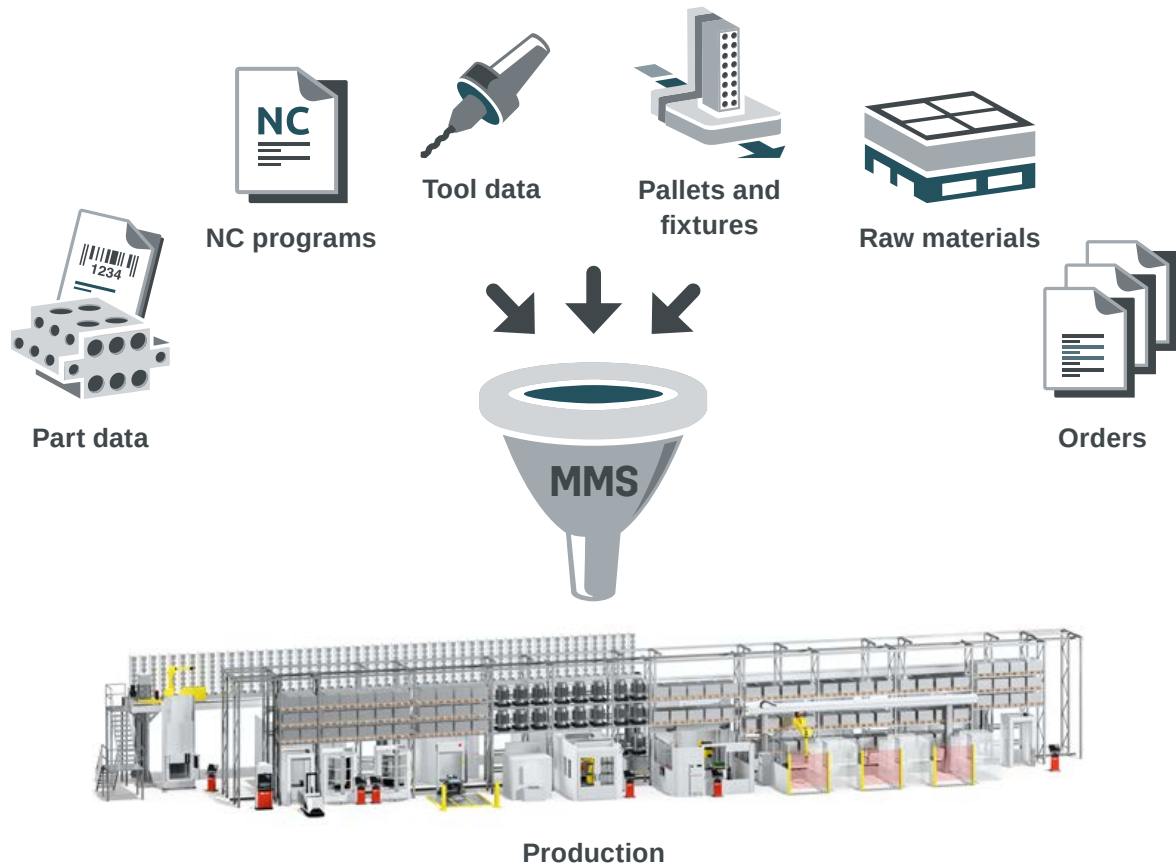 NC
Tool data
Pallets and
fixtures
NC programs
Raw materials
1234
Part data
Orders
MMS
Production